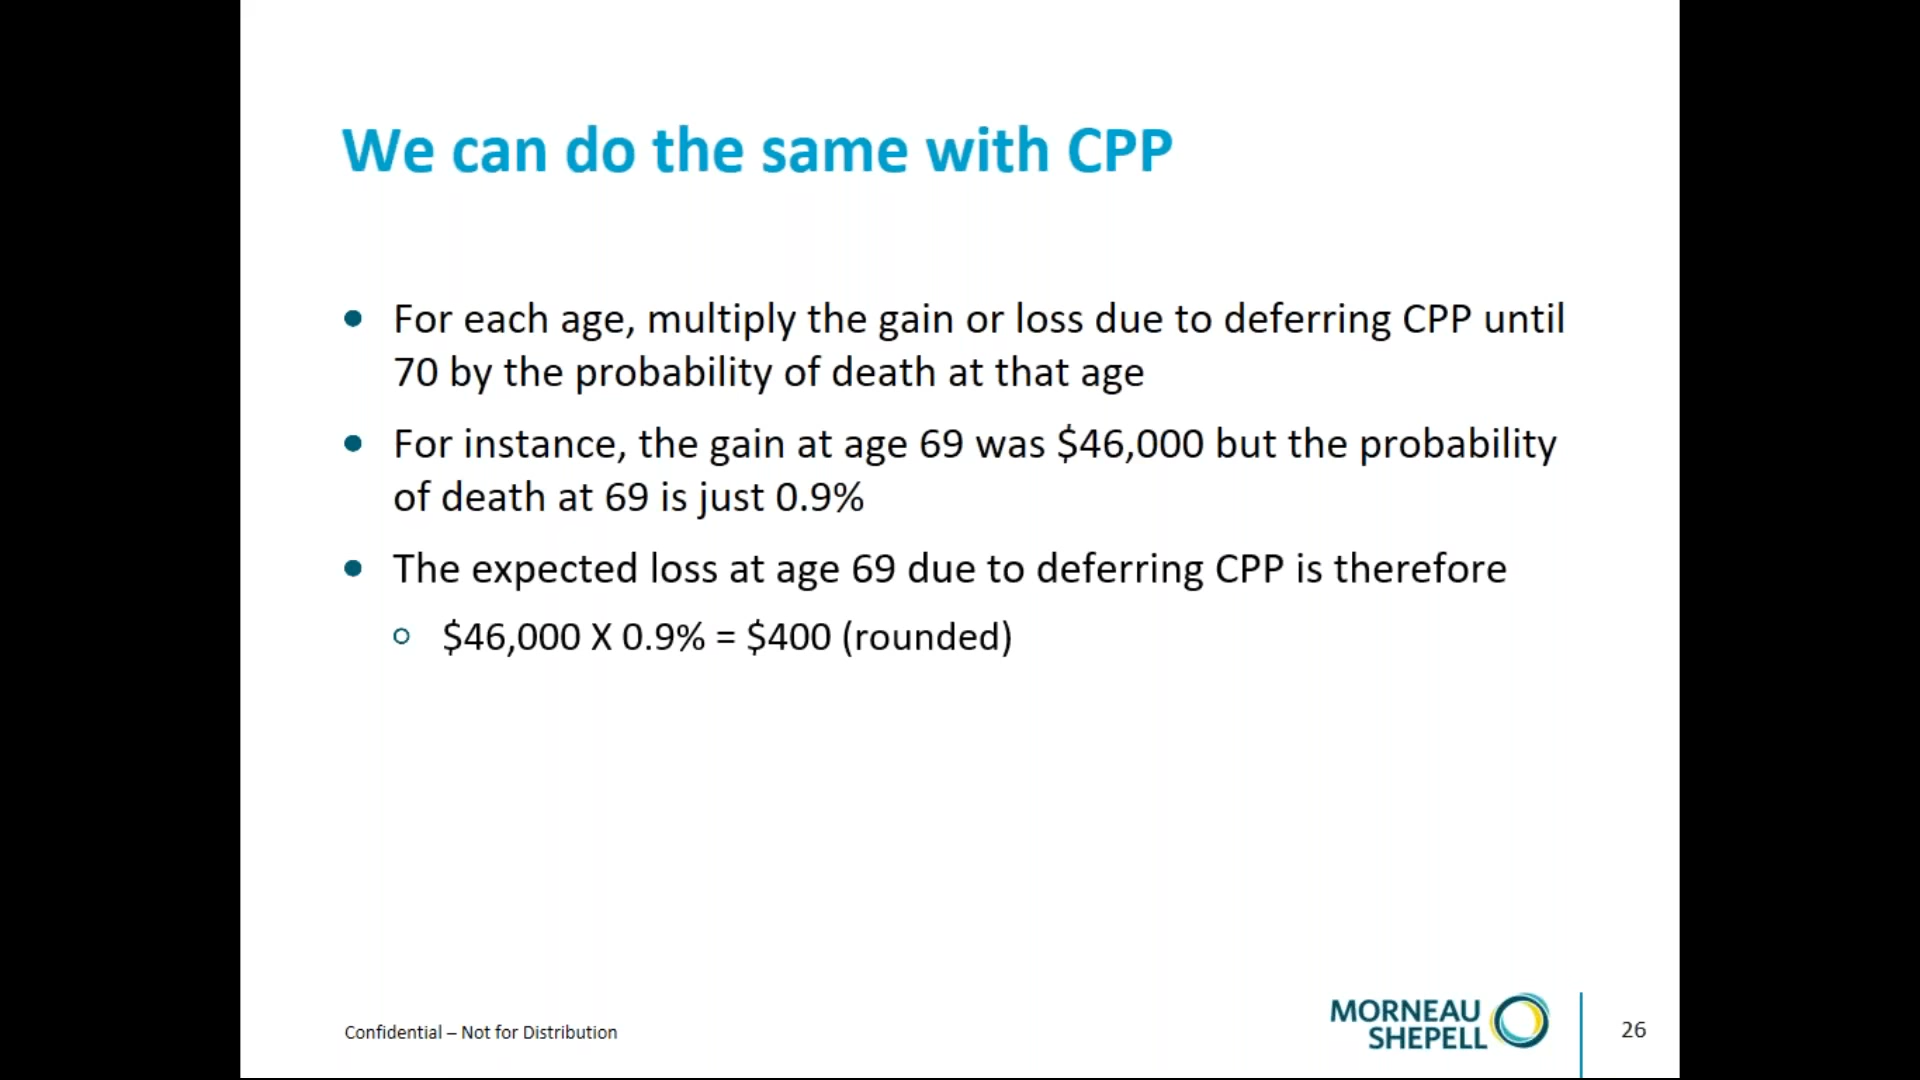 We can do the same with CPP
• For each age, multiply the gain or loss due to deferring CPP until
70 by the probability of death at that age
• For instance, the gain at age 69 was $46,000 but the probability
of death at 69 is just 0.9%
• The expected loss at age 69 due to deferring CPP is therefore
○ $46,000 X 0.9% = $400 (rounded)
Confidential – Not for Distribution
MORNEAU
SHEPELL
26